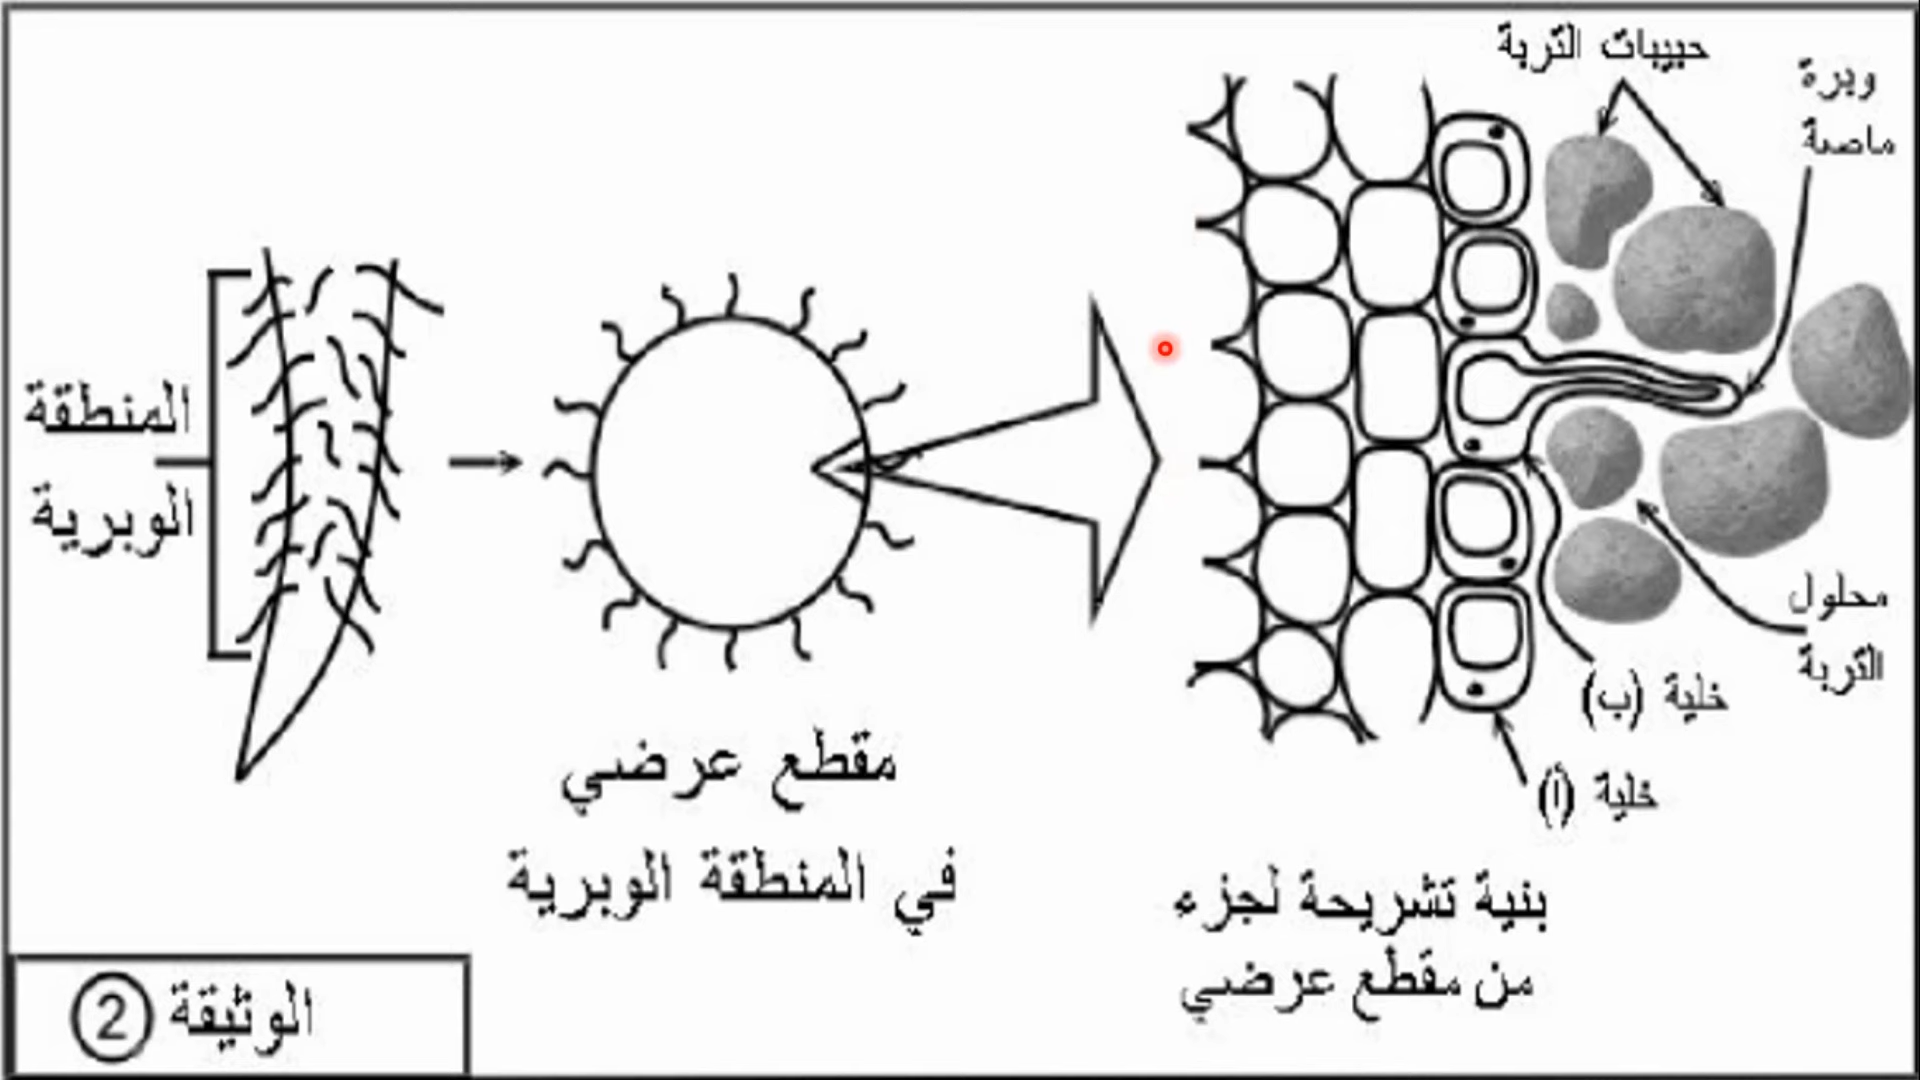 حبيبات التربة
وبرة
ماصة
المنطقة
الوبرية
محلول
التربة
خلية (ب)
خلية (أ)
مقطع عرضي
في المنطقة الوبرية
بنية تشريحة لجزء
من مقطع عرضي
الوثيقة 2